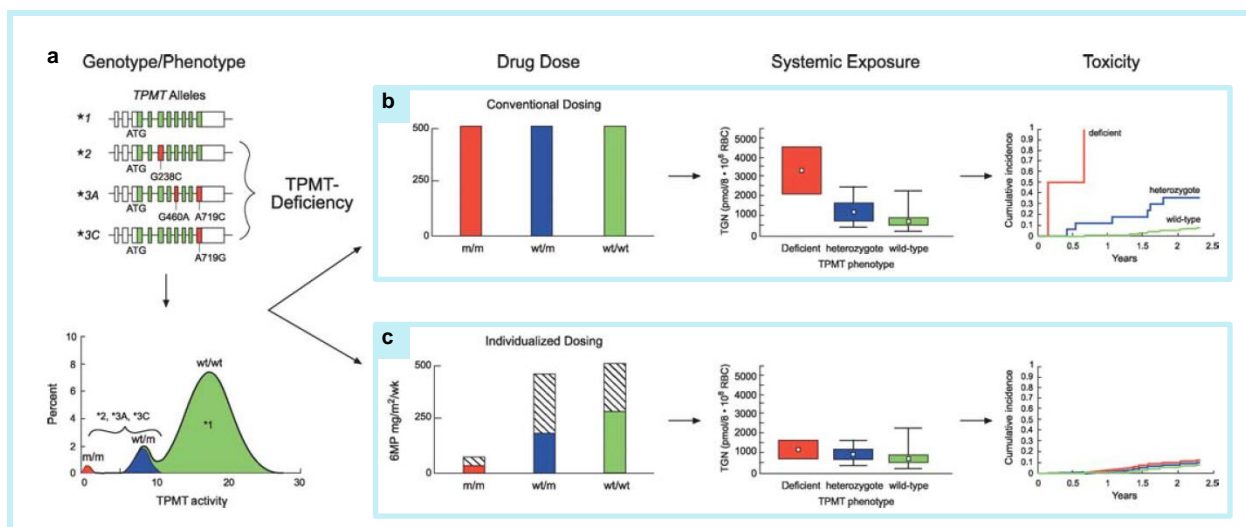 a
Genotype/Phenotype
Drug Dose
Systemic Exposure
Toxicity
TPMT Alleles
*1
ATG
*2
ATG
G238C
*3A
ATG
G460A
A719C
*3C
ATG
A719G
TPMT-
Deficiency
10
8
6
4
2
0
Percent
wt/wt
*2, *3A, *3C
*1
wt/m
m/m
0
10
20
30
TPMT activity
b
Conventional Dosing
500
250
0
m/m
wt/m
wt/wt
TGN (pmol/8 • 10⁸ RBC)
5000
4000
3000
2000
1000
0
Deficient
heterozygote
wild-type
TPMT phenotype
Cumulative incidence
1
0.9
0.8
0.7
0.6
0.5
0.4
0.3
0.2
0.1
0
deficient
heterozygote
wild-type
0
0.5
1
1.5
2
2.5
Years
c
Individualized Dosing
6MP mg/m²/wk
500
250
0
m/m
wt/m
wt/wt
TGN (pmol/8 • 10⁸ RBC)
5000
4000
3000
2000
1000
0
Deficient
heterozygote
wild-type
TPMT phenotype
Cumulative incidence
1
0.9
0.8
0.7
0.6
0.5
0.4
0.3
0.2
0.1
0
0
0.5
1
1.5
2
2.5
Years